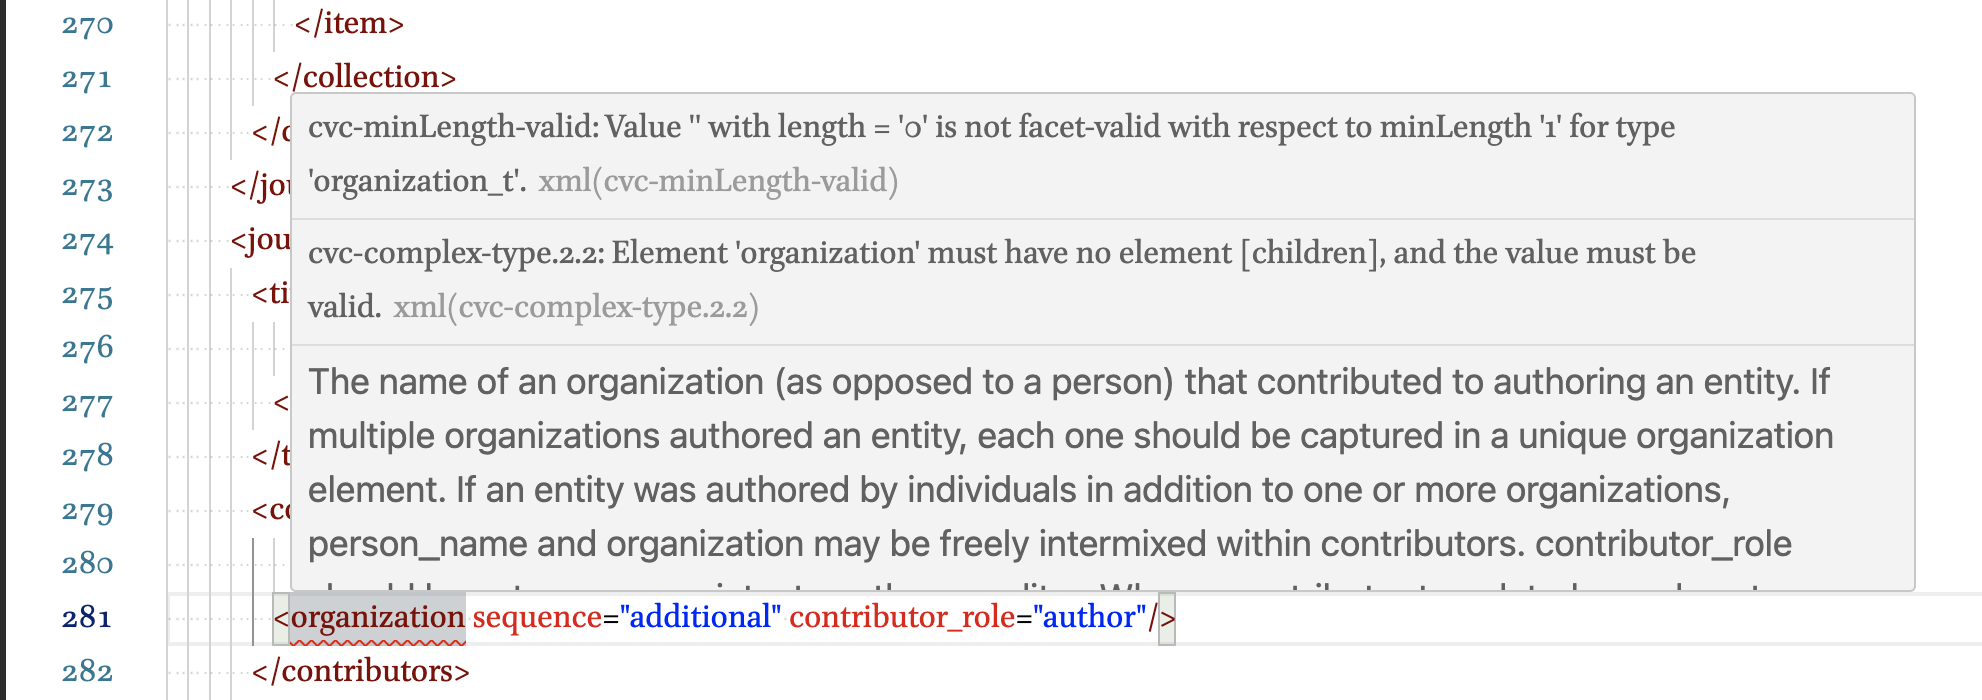 270 </item>
271 </collection>
272 </c
cvc-minLength-valid: Value '' with length = '0' is not facet-valid with respect to minLength '1' for type
273 </jou
'organization_t'. xml(cvc-minLength-valid)
274 <jou
cvc-complex-type.2.2: Element 'organization' must have no element [children], and the value must be
275 <ti
valid. xml(cvc-complex-type.2.2)
276
The name of an organization (as opposed to a person) that contributed to authoring an entity. If
277 <
multiple organizations authored an entity, each one should be captured in a unique organization
278 </t
element. If an entity was authored by individuals in addition to one or more organizations,
279 <co
person_name and organization may be freely intermixed within contributors. contributor_role
280
281 <organization sequence="additional" contributor_role="author"/>
282 </contributors>